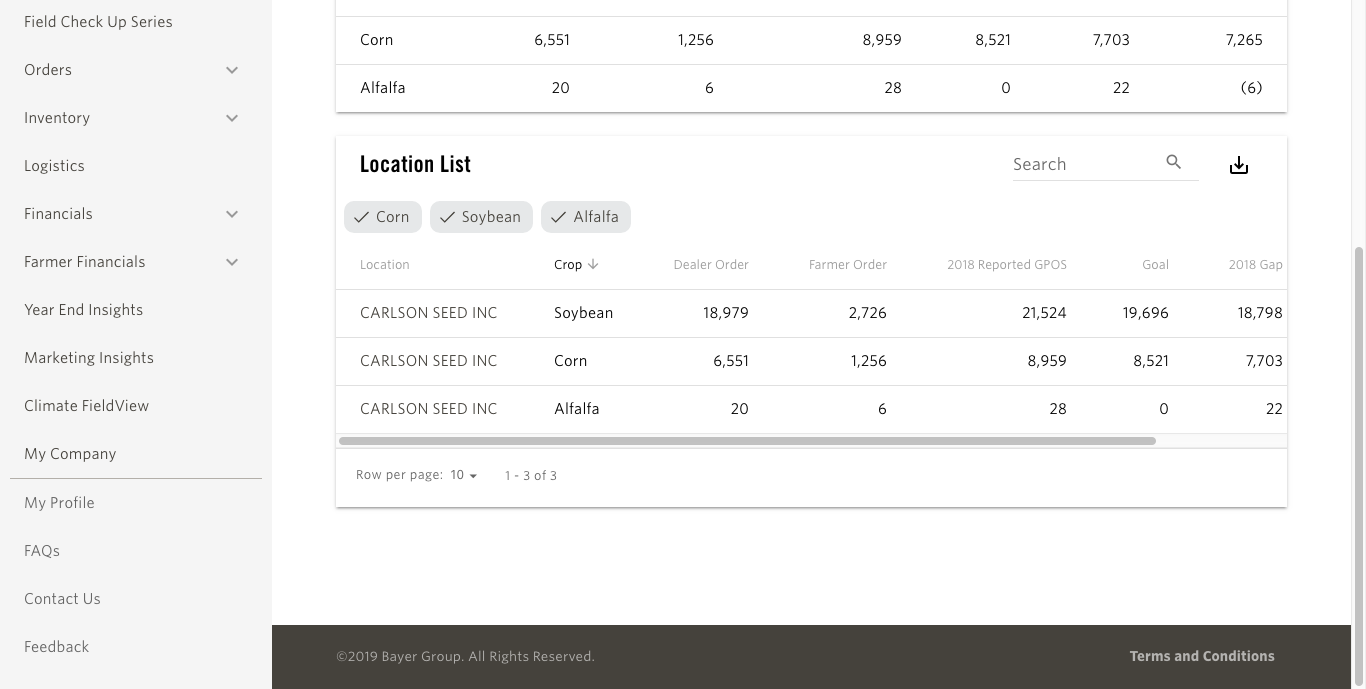 Field Check Up Series
Orders
Inventory
Logistics
Financials
Farmer Financials
Year End Insights
Marketing Insights
Climate FieldView
My Company
My Profile
FAQs
Contact Us
Feedback
Corn 6,551 1,256 8,959 8,521 7,703 7,265
Alfalfa 20 6 28 0 22 (6)
Location List
Search
Corn Soybean Alfalfa
Location Crop Dealer Order Farmer Order 2018 Reported GPOS Goal 2018 Gap
CARLSON SEED INC Soybean 18,979 2,726 21,524 19,696 18,798
CARLSON SEED INC Corn 6,551 1,256 8,959 8,521 7,703
CARLSON SEED INC Alfalfa 20 6 28 0 22
Row per page: 10 1 - 3 of 3
©2019 Bayer Group. All Rights Reserved. Terms and Conditions